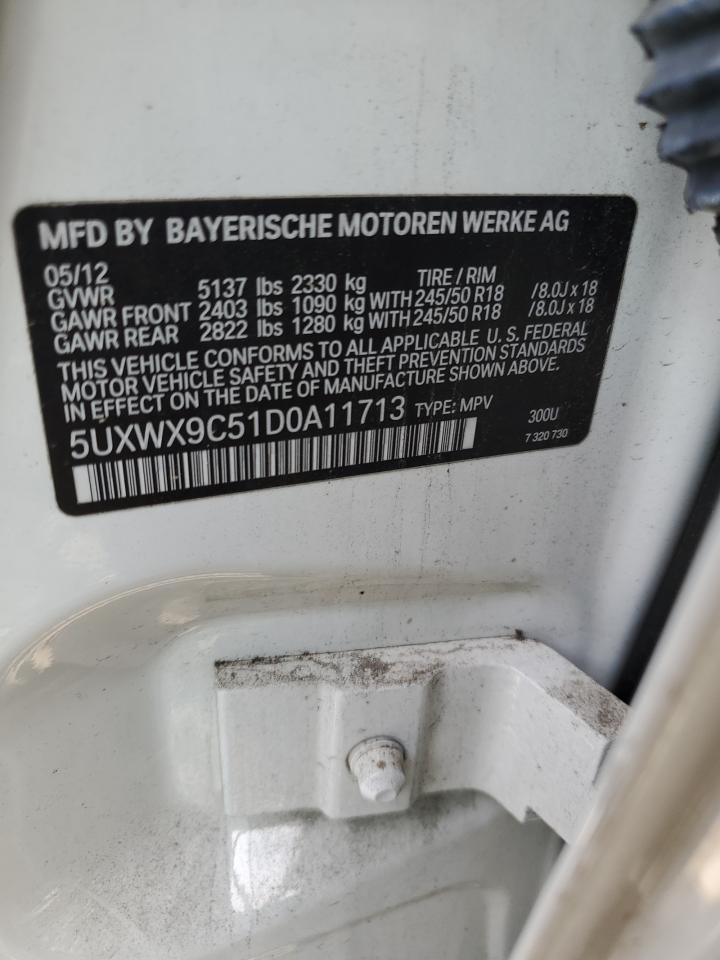 MFD BY BAYERISCHE MOTOREN WERKE AG
05/12 TIRE / RIM
GVWR 5137 lbs 2330 kg
GAWR FRONT 2403 lbs 1090 kg WITH 245/50 R18 /8.0J x 18
GAWR REAR 2822 lbs 1280 kg WITH 245/50 R18 /8.0J x 18
THIS VEHICLE CONFORMS TO ALL APPLICABLE U. S. FEDERAL
MOTOR VEHICLE SAFETY AND THEFT PREVENTION STANDARDS
IN EFFECT ON THE DATE OF MANUFACTURE SHOWN ABOVE.
5UXWX9C51D0A11713 TYPE: MPV 300U
7 320 730